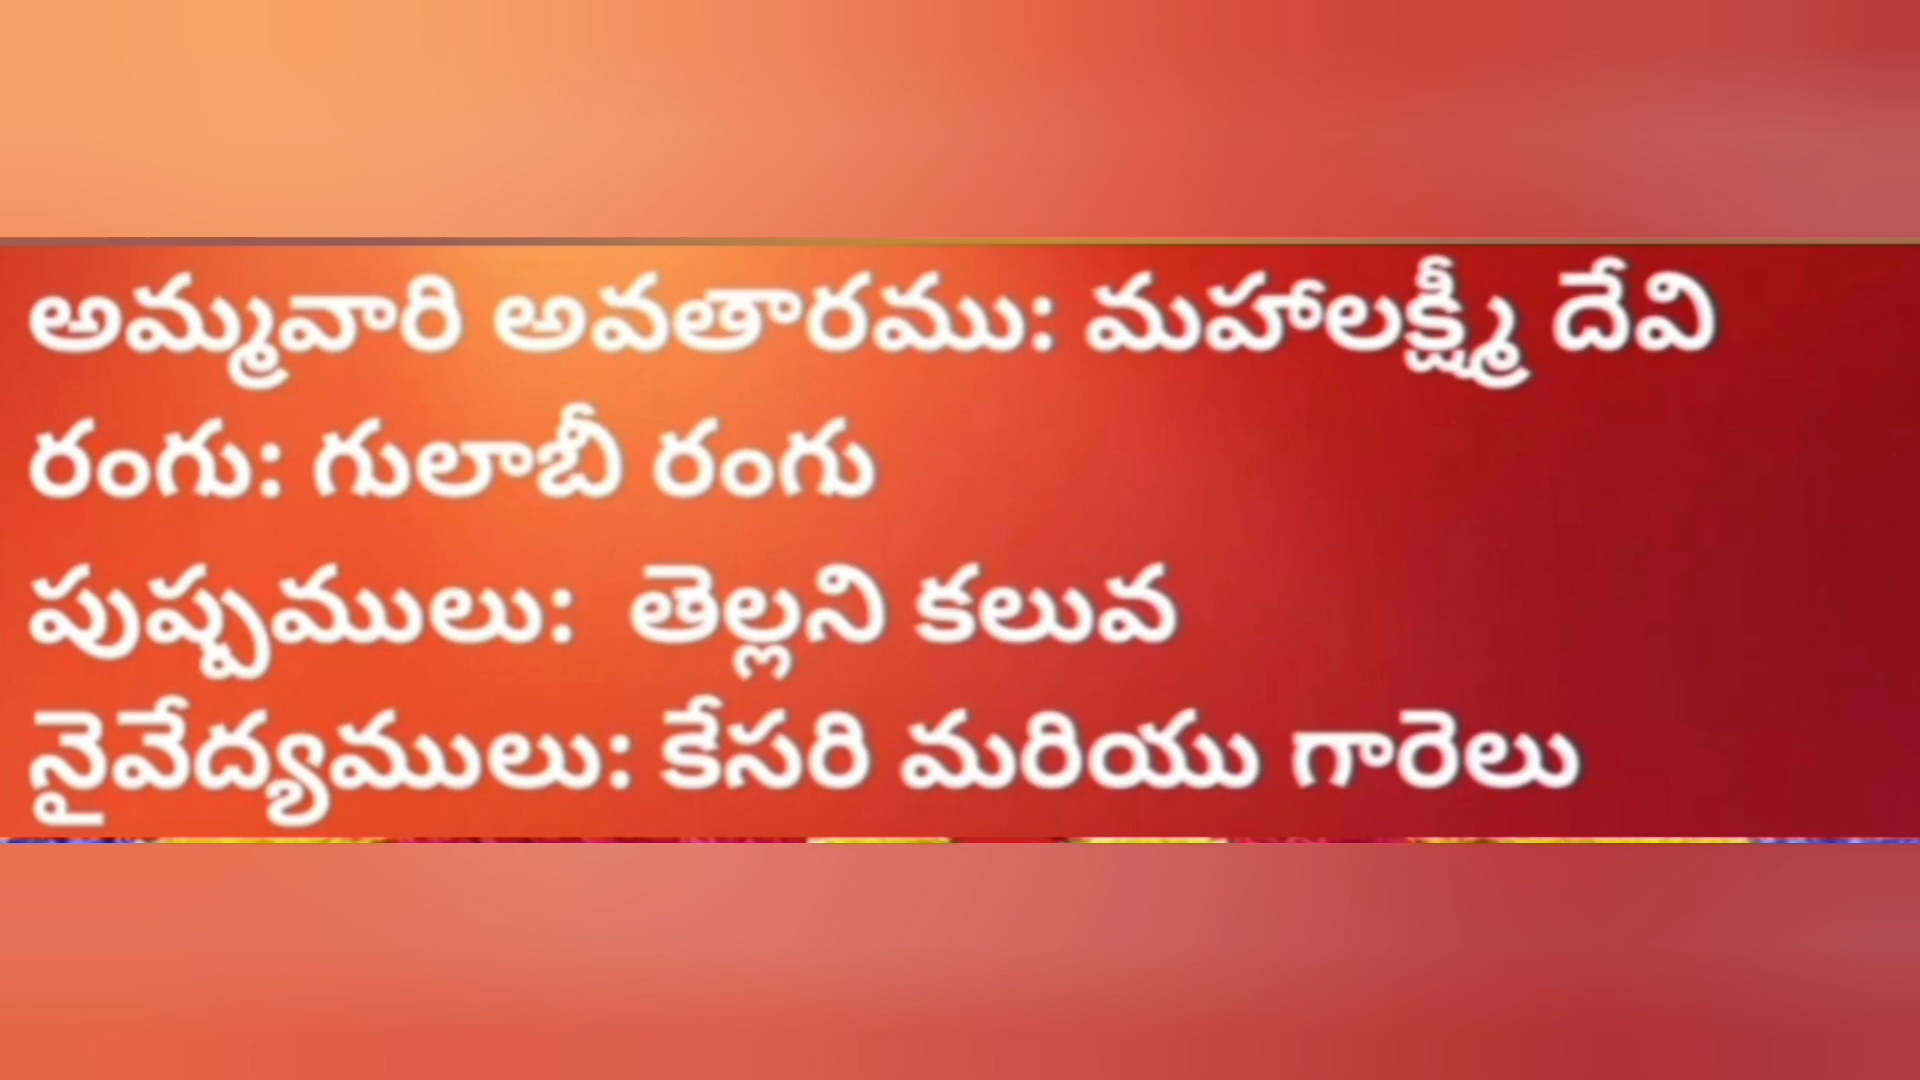 అమ్మవారి అవతారము: మహాలక్ష్మీ దేవి
రంగు: గులాబీ రంగు
పుష్పములు: తెల్లని కలువ
నైవేద్యములు: కేసరి మరియు గారెలు